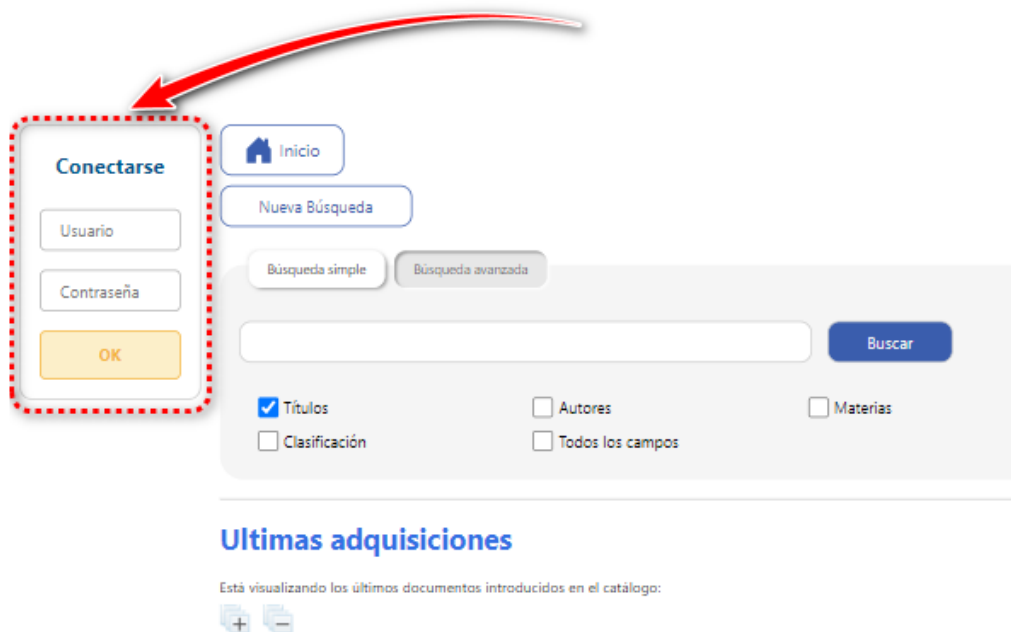 Conectarse
Usuario
Contraseña
OK
Inicio
Nueva Búsqueda
Búsqueda simple
Búsqueda avanzada
Buscar
Títulos
Autores
Materias
Clasificación
Todos los campos
Ultimas adquisiciones
Está visualizando los últimos documentos introducidos en el catálogo: